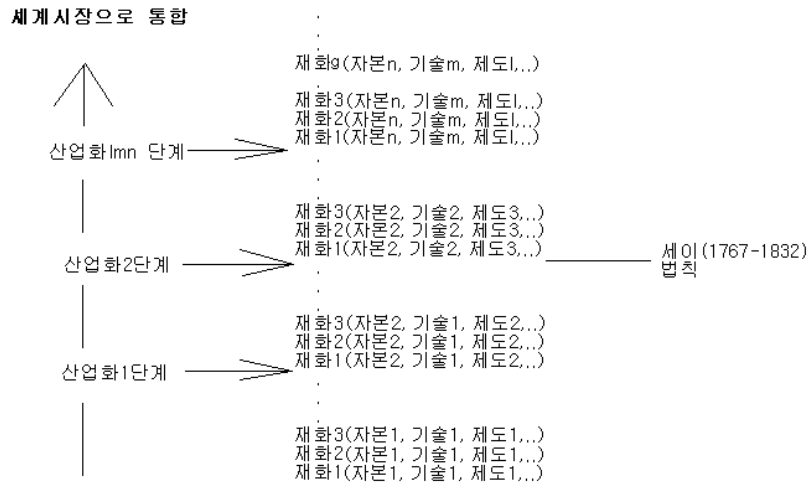 세계시장으로 통합
재화g(자본n, 기술m, 제도l,..)
재화3(자본n, 기술m, 제도l,..)
재화2(자본n, 기술m, 제도l,..)
재화1(자본n, 기술m, 제도l,..)
산업화lmn 단계
재화3(자본2, 기술2, 제도3,..)
재화2(자본2, 기술2, 제도3,..)
재화1(자본2, 기술2, 제도3,..)
세이(1767-1832)
법칙
산업화2단계
재화3(자본2, 기술1, 제도2,..)
재화2(자본2, 기술1, 제도2,..)
재화1(자본2, 기술1, 제도2,..)
산업화1단계
재화3(자본1, 기술1, 제도1,..)
재화2(자본1, 기술1, 제도1,..)
재화1(자본1, 기술1, 제도1,..)